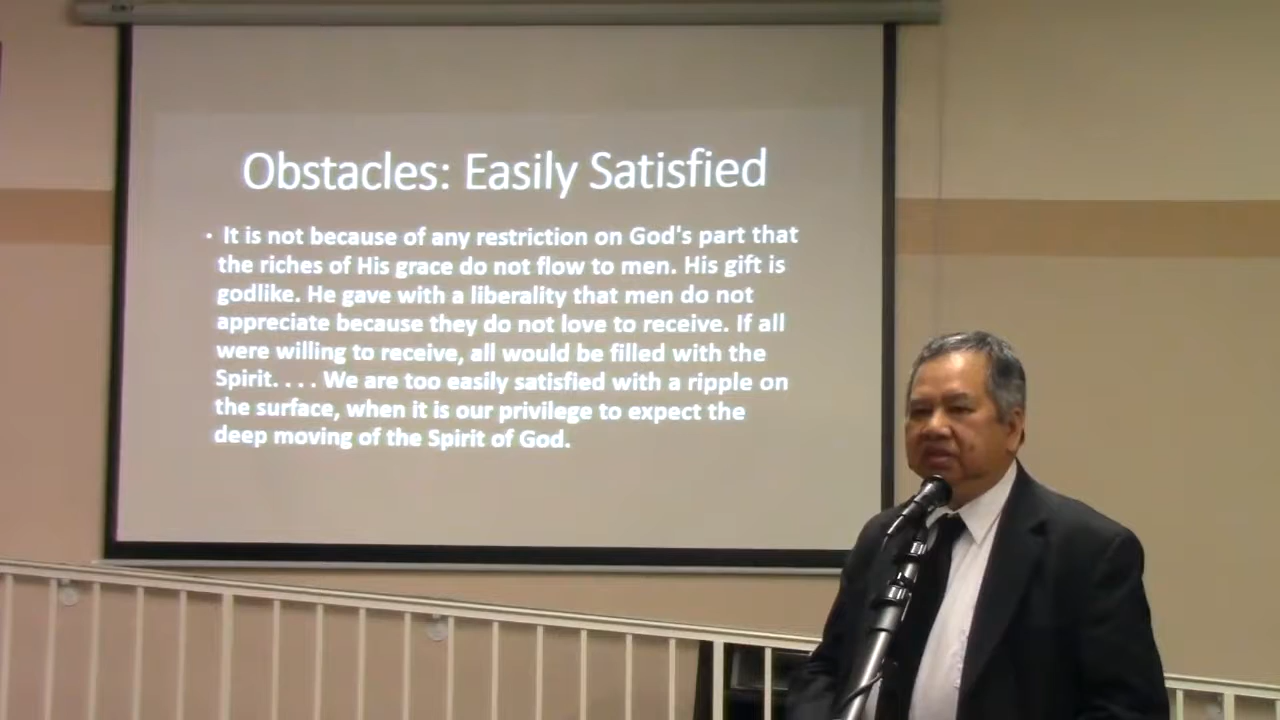 Obstacles: Easily Satisfied
• It is not because of any restriction on God's part that
the riches of His grace do not flow to men. His gift is
godlike. He gave with a liberality that men do not
appreciate because they do not love to receive. If all
were willing to receive, all would be filled with the
Spirit. . . . We are too easily satisfied with a ripple on
the surface, when it is our privilege to expect the
deep moving of the Spirit of God.